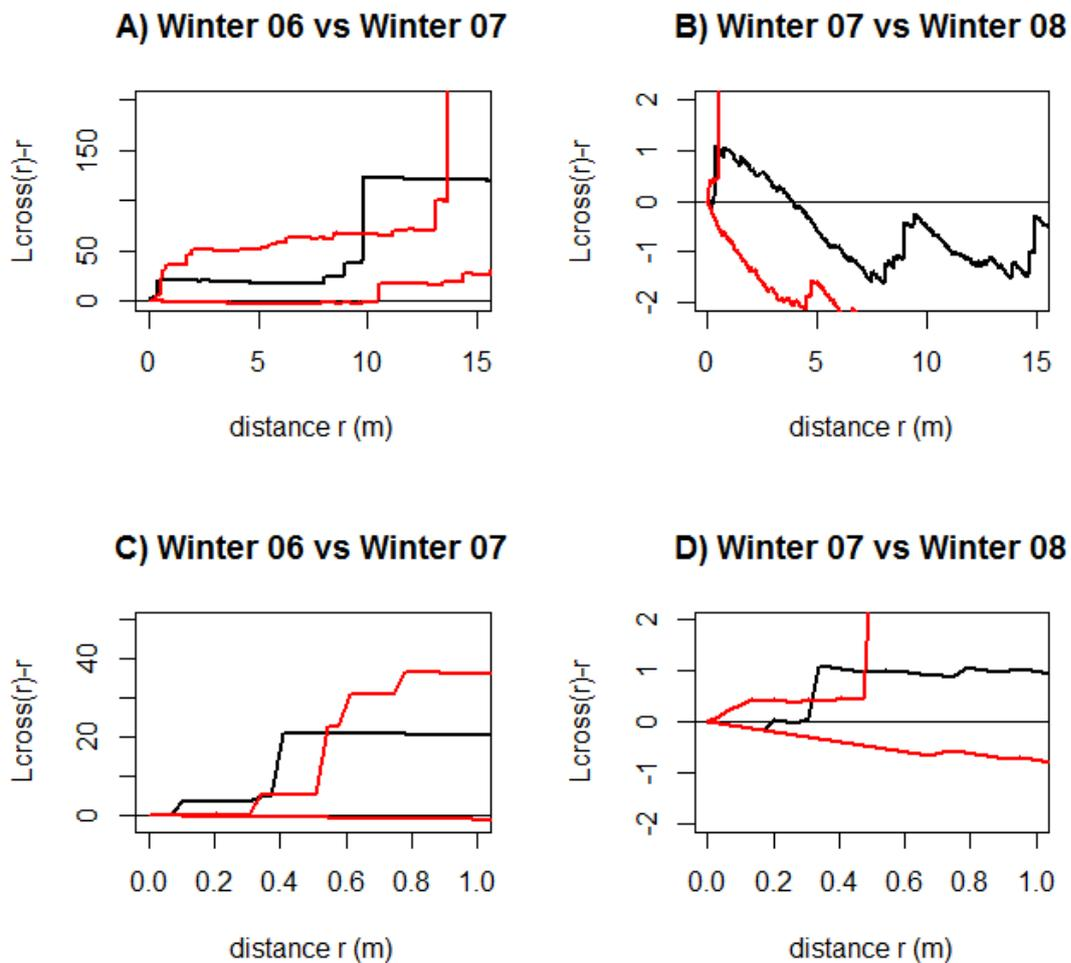 A) Winter 06 vs Winter 07
Lcross(r)-r
150
50
0
0 5 10 15
distance r (m)
B) Winter 07 vs Winter 08
Lcross(r)-r
2
1
0
-1
-2
0 5 10 15
distance r (m)
C) Winter 06 vs Winter 07
Lcross(r)-r
40
20
0
0.0 0.2 0.4 0.6 0.8 1.0
distance r (m)
D) Winter 07 vs Winter 08
Lcross(r)-r
2
1
0
-1
-2
0.0 0.2 0.4 0.6 0.8 1.0
distance r (m)